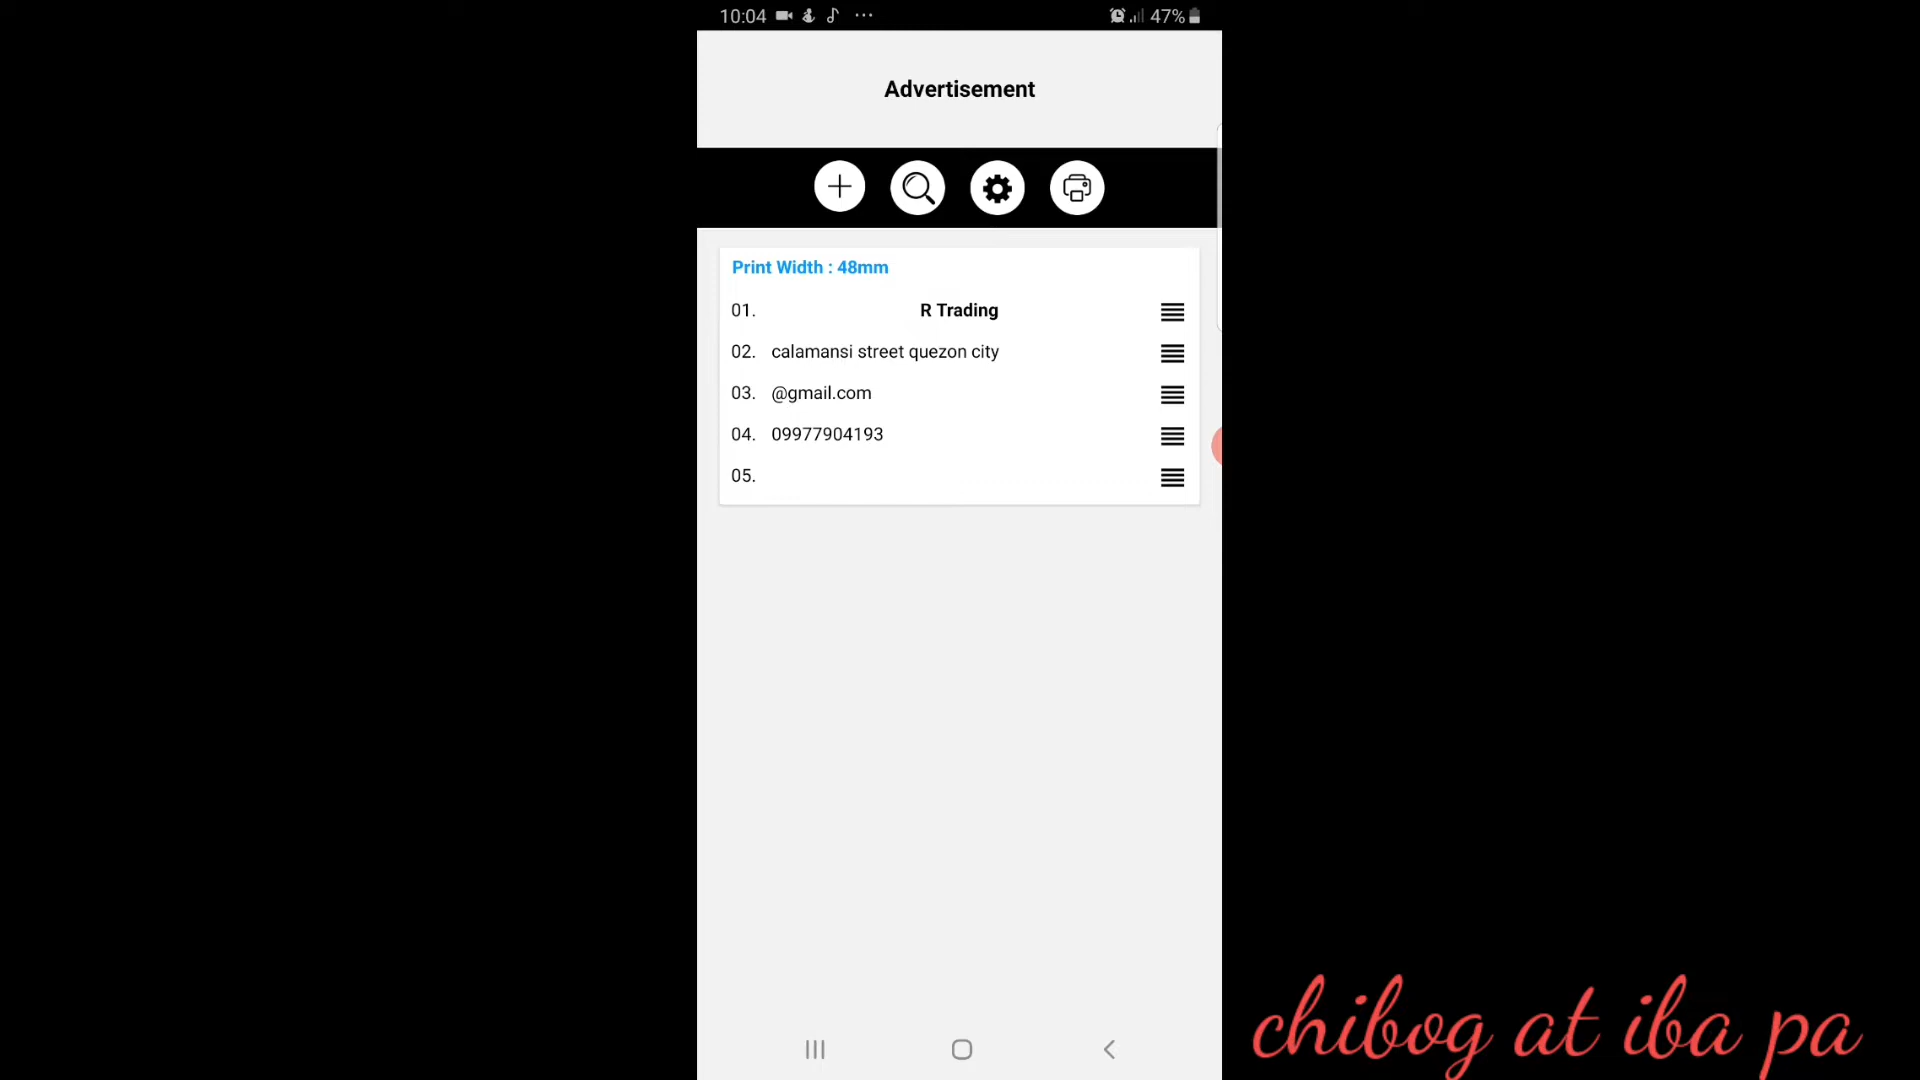 10:04 47%
Advertisement
Print Width : 48mm
01. R Trading
02. calamansi street quezon city
03. @gmail.com
04. 09977904193
05.
chibog at iba pa